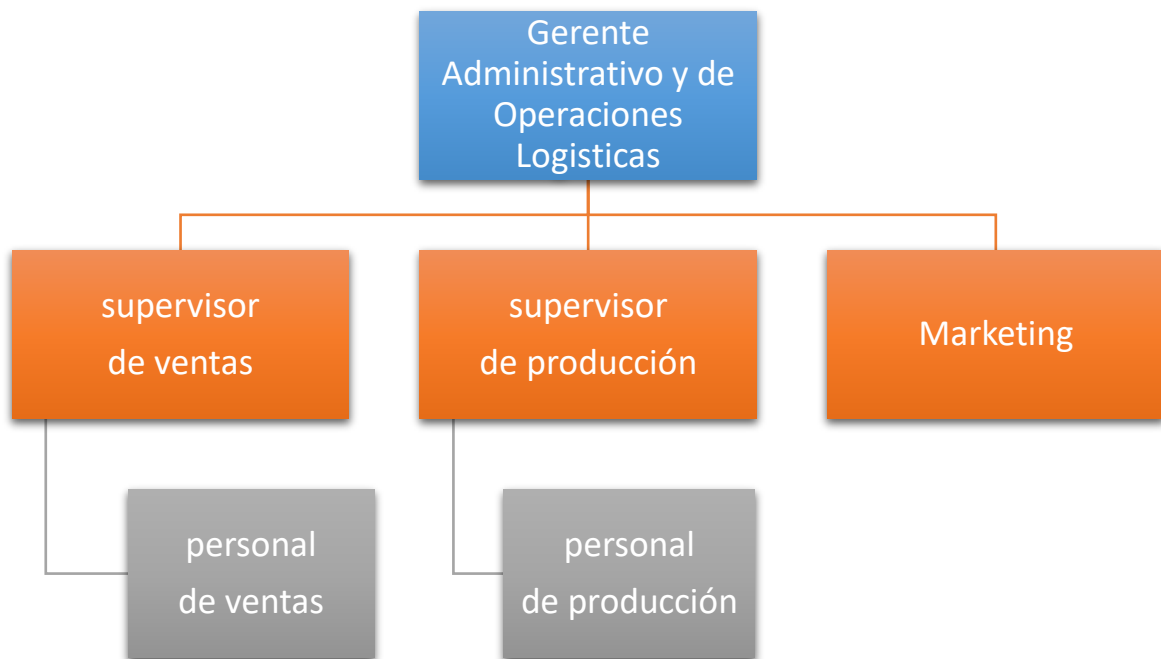 Gerente
Administrativo y de
Operaciones
Logisticas
supervisor
de ventas
supervisor
de producción
Marketing
personal
de ventas
personal
de producción